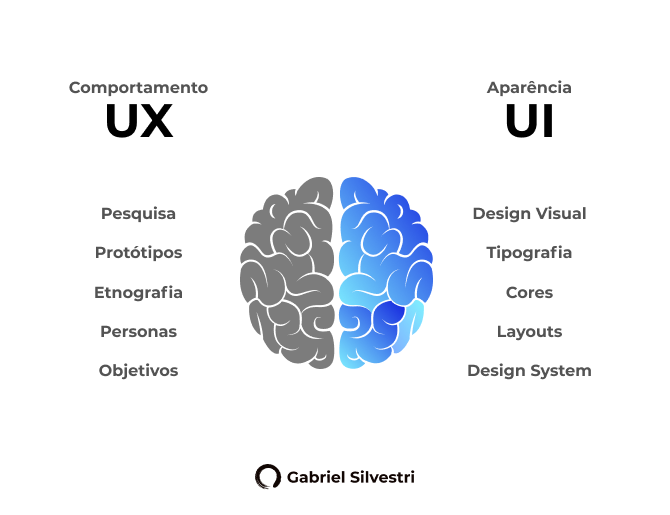 Comportamento
UX
Pesquisa
Protótipos
Etnografia
Personas
Objetivos
Aparência
UI
Design Visual
Tipografia
Cores
Layouts
Design System
Gabriel Silvestri